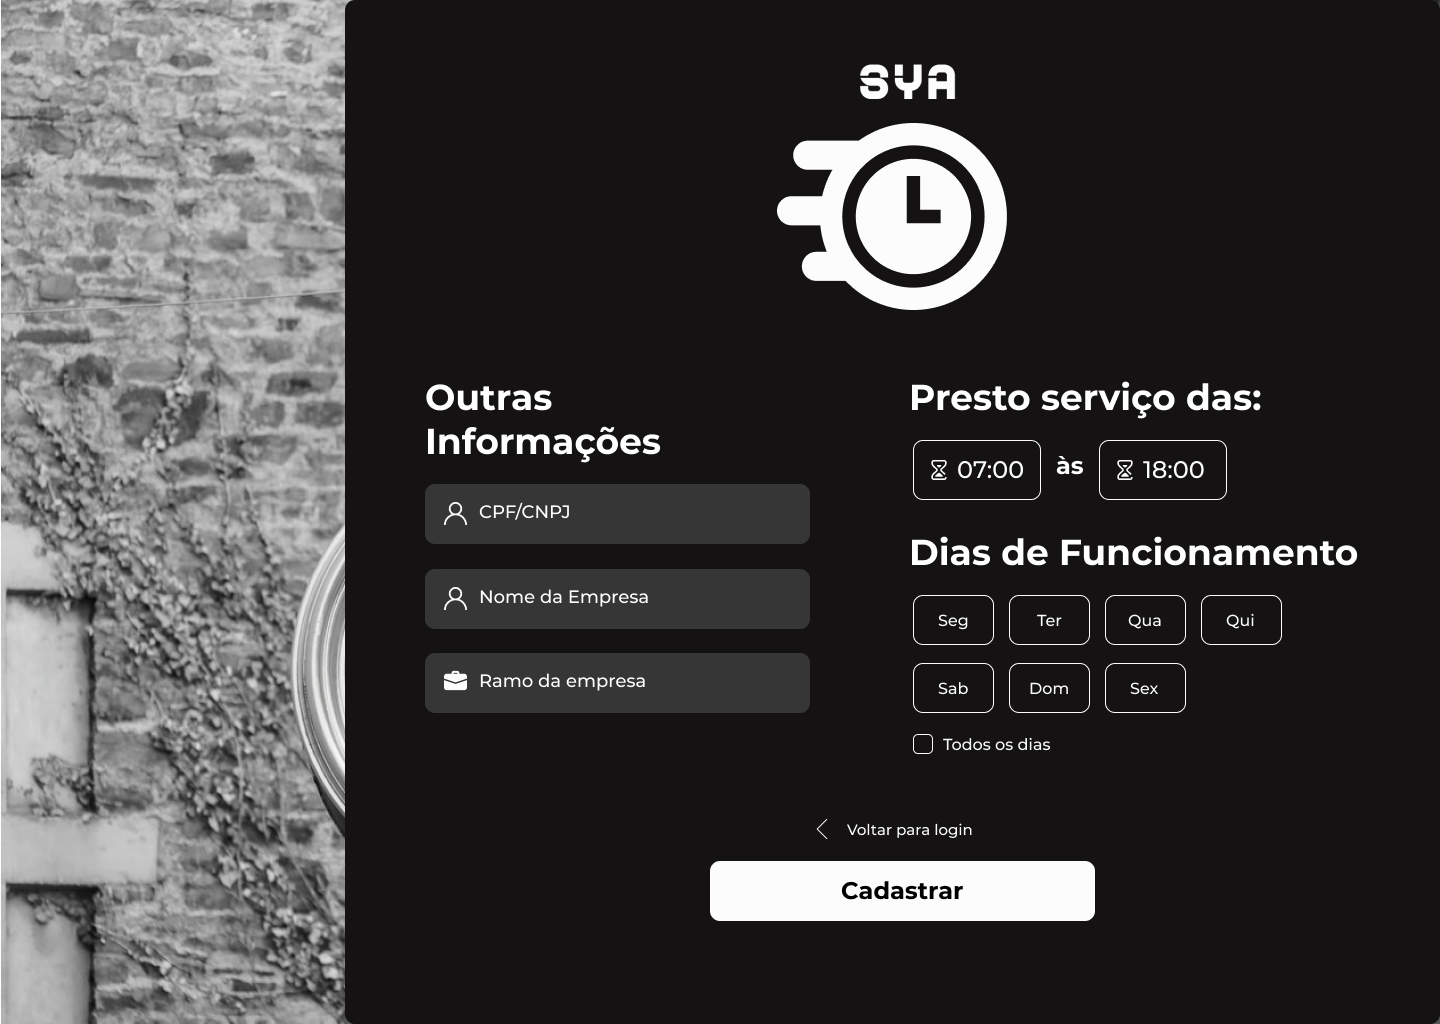 SYA
Outras
Informações
CPF/CNPJ
Nome da Empresa
Ramo da empresa
Presto serviço das:
07:00 às 18:00
Dias de Funcionamento
Seg Ter Qua Qui
Sab Dom Sex
Todos os dias
Voltar para login
Cadastrar